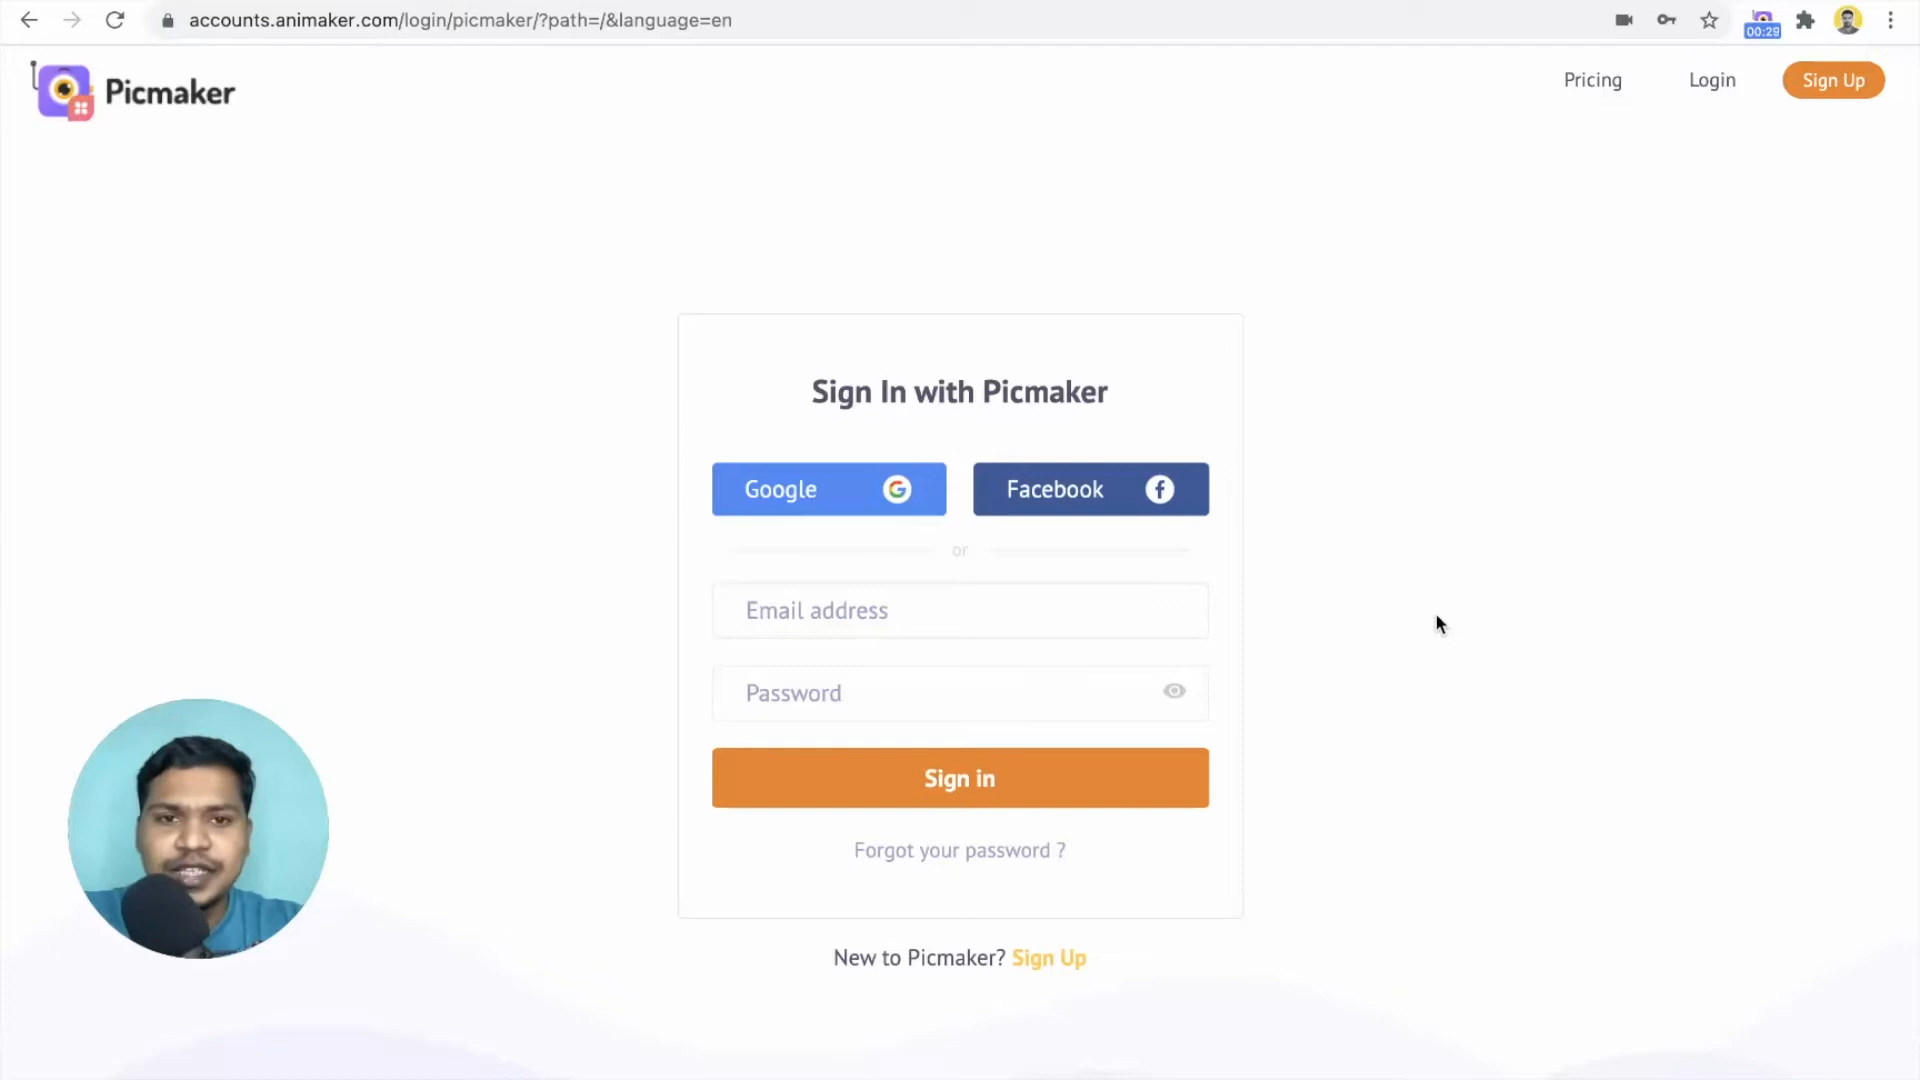 accounts.animaker.com/login/picmaker/?path=/&language=en
00:29
Picmaker
Pricing
Login
Sign Up
Sign In with Picmaker
Google
Facebook
or
Email address
Password
Sign in
Forgot your password ?
New to Picmaker? Sign Up